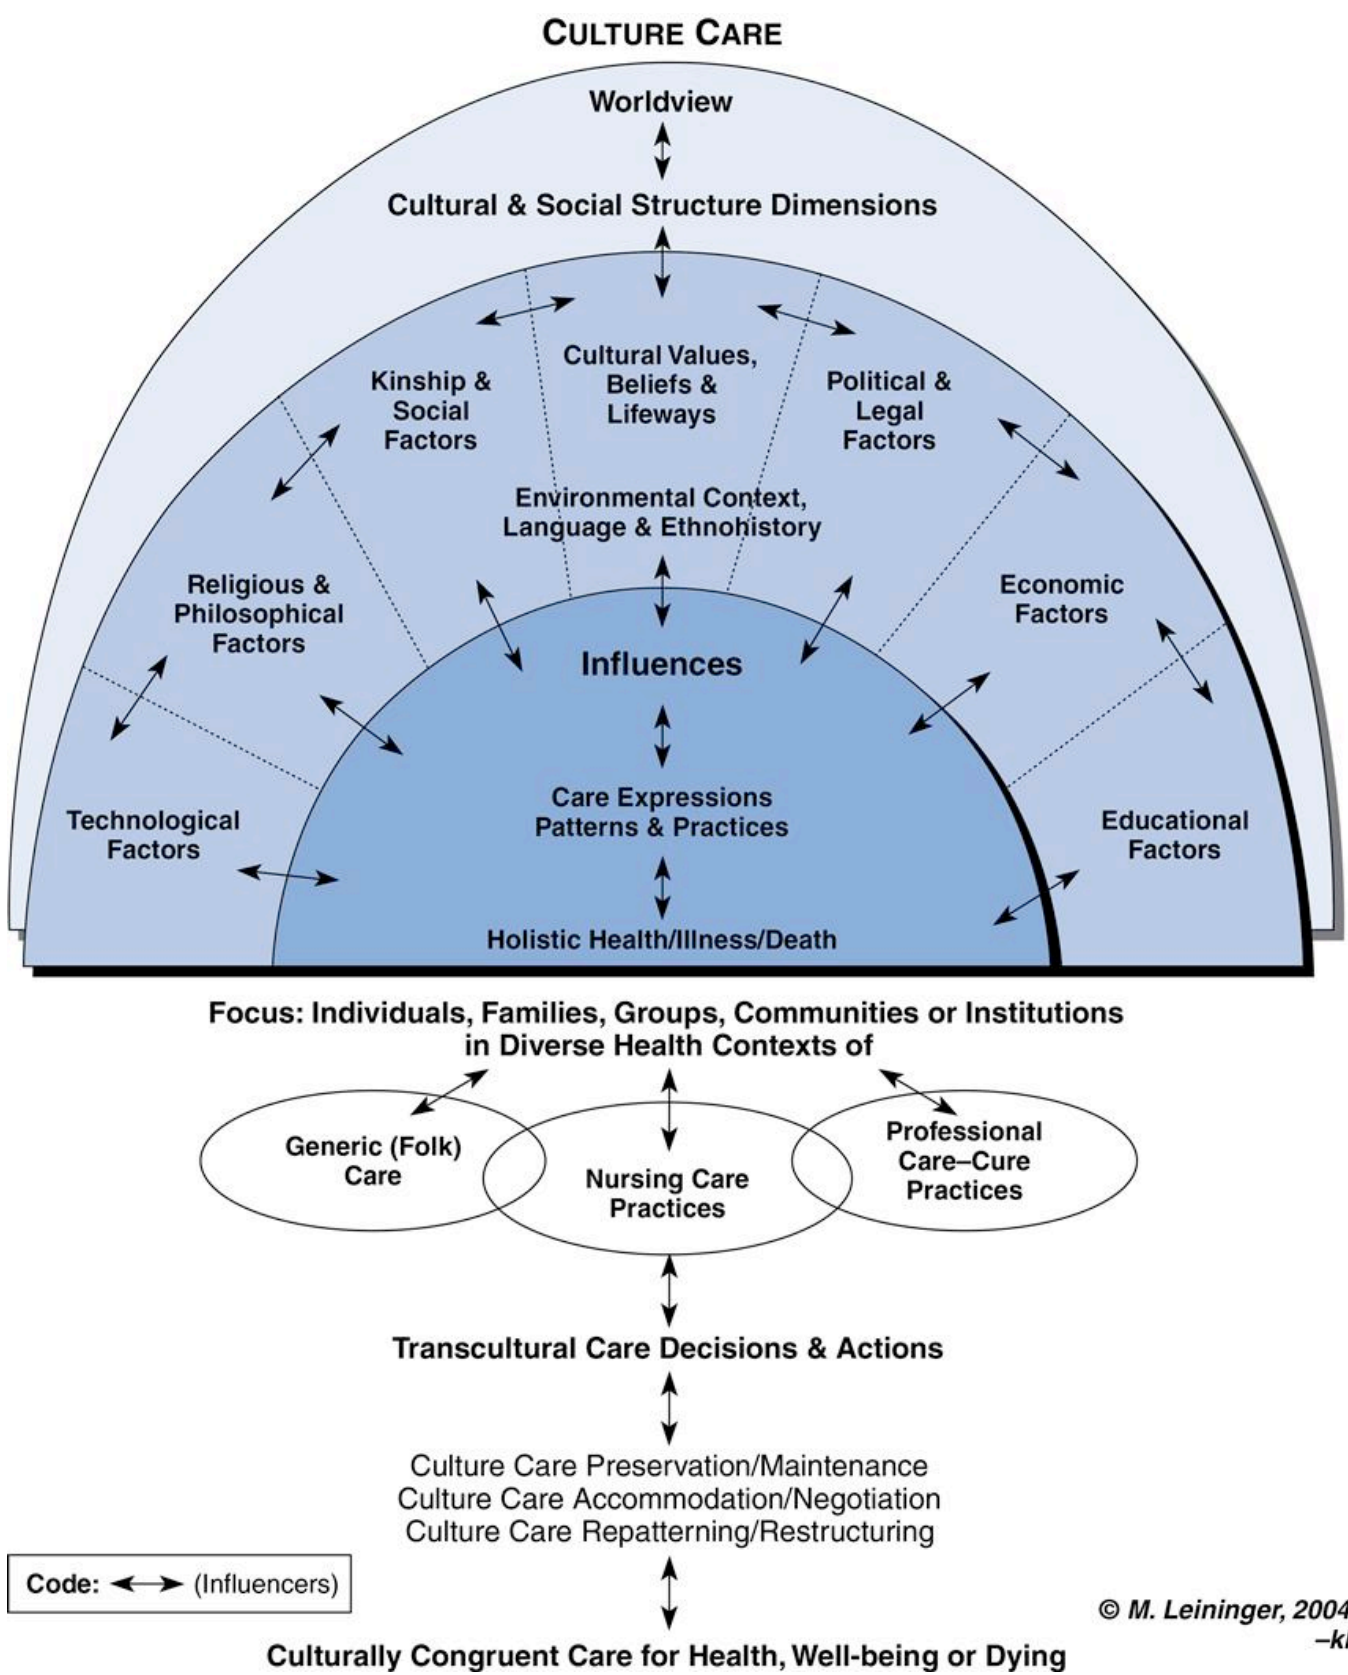 CULTURE CARE
Worldview
Cultural & Social Structure Dimensions
Cultural Values,
Beliefs &
Lifeways
Kinship &
Social
Factors
Political &
Legal
Factors
Environmental Context,
Language & Ethnohistory
Religious &
Philosophical
Factors
Economic
Factors
Influences
Care Expressions
Patterns & Practices
Technological
Factors
Educational
Factors
Holistic Health/Illness/Death
Focus: Individuals, Families, Groups, Communities or Institutions
in Diverse Health Contexts of
Generic (Folk)
Care
Nursing Care
Practices
Professional
Care–Cure
Practices
Transcultural Care Decisions & Actions
Culture Care Preservation/Maintenance
Culture Care Accommodation/Negotiation
Culture Care Repatterning/Restructuring
Code: (Influencers)
© M. Leininger, 2004
Culturally Congruent Care for Health, Well-being or Dying